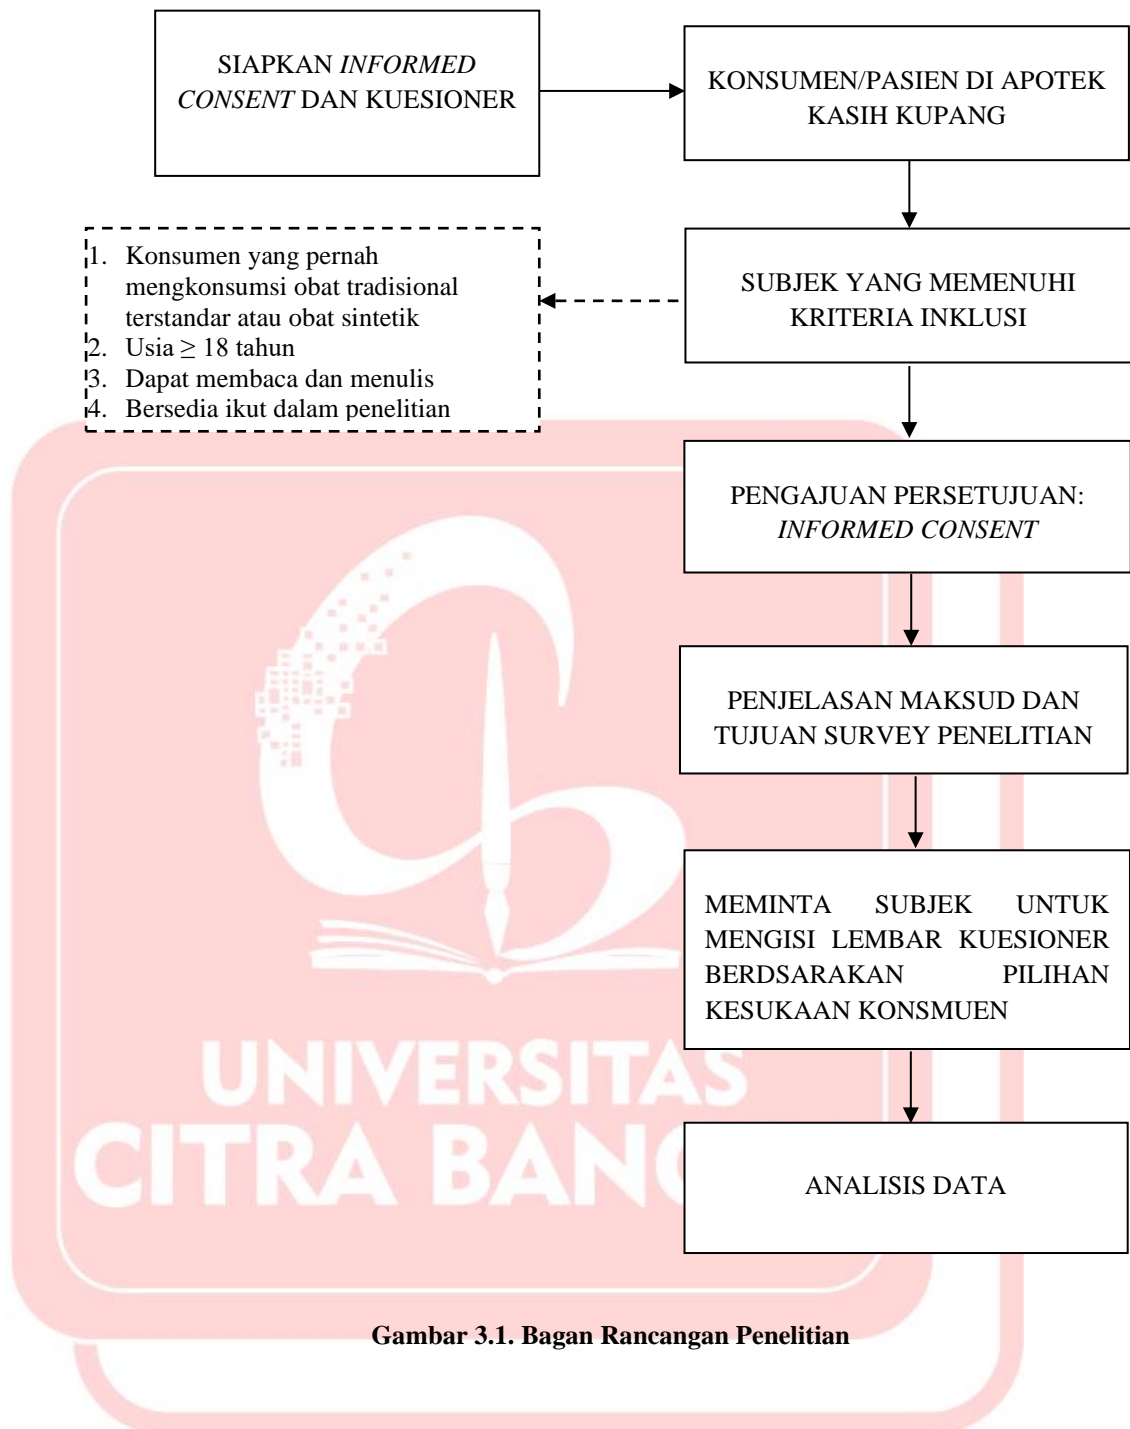 SIAPKAN INFORMED
CONSENT DAN KUESIONER
KONSUMEN/PASIEN DI APOTEK
KASIH KUPANG
1. Konsumen yang pernah
mengkonsumsi obat tradisional
terstandar atau obat sintetik
2. Usia ≥ 18 tahun
3. Dapat membaca dan menulis
4. Bersedia ikut dalam penelitian
SUBJEK YANG MEMENUHI
KRITERIA INKLUSI
PENGAJUAN PERSETUJUAN:
INFORMED CONSENT
PENJELASAN MAKSUD DAN
TUJUAN SURVEY PENELITIAN
MEMINTA SUBJEK UNTUK
MENGISI LEMBAR KUESIONER
BERDSARAKAN PILIHAN
KESUKAAN KONSMUEN
ANALISIS DATA
UNIVERSITAS
CITRA BAN
Gambar 3.1. Bagan Rancangan Penelitian